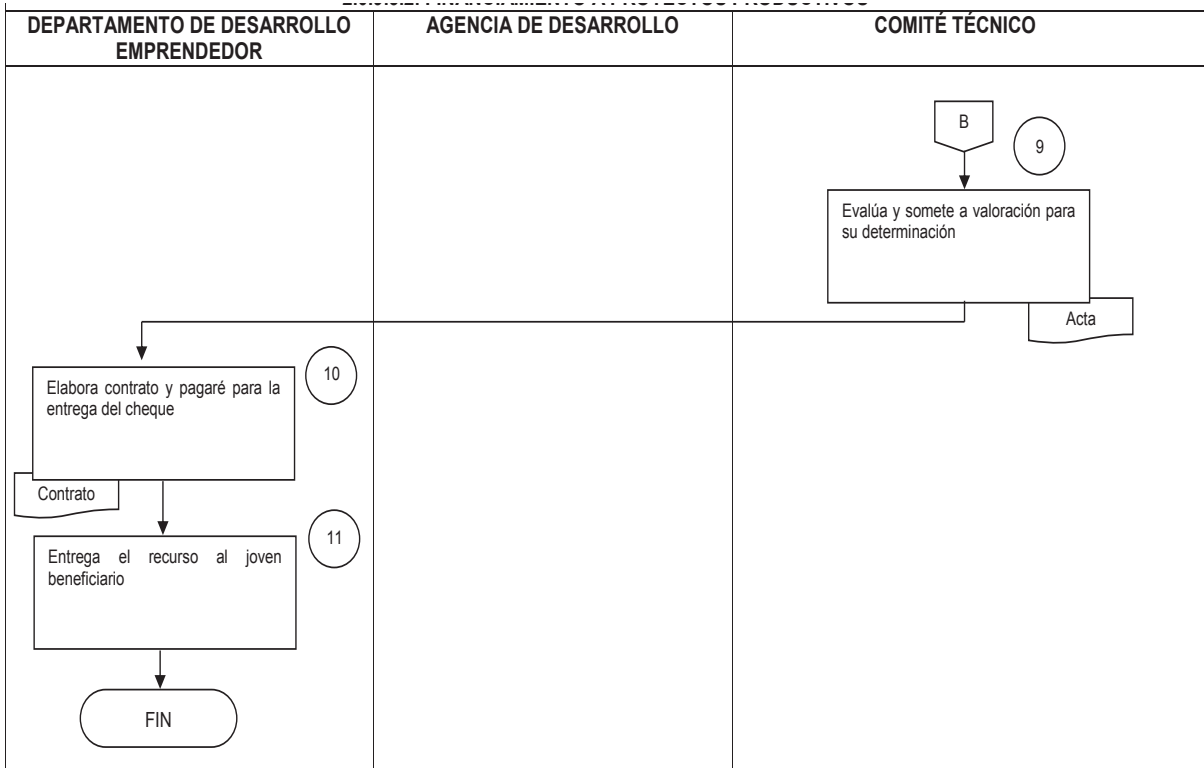 DEPARTAMENTO DE DESARROLLO
EMPRENDEDOR
AGENCIA DE DESARROLLO
COMITÉ TÉCNICO
B
9
Evalúa y somete a valoración para
su determinación
Acta
10
Elabora contrato y pagaré para la
entrega del cheque
Contrato
11
Entrega el recurso al joven
beneficiario
FIN